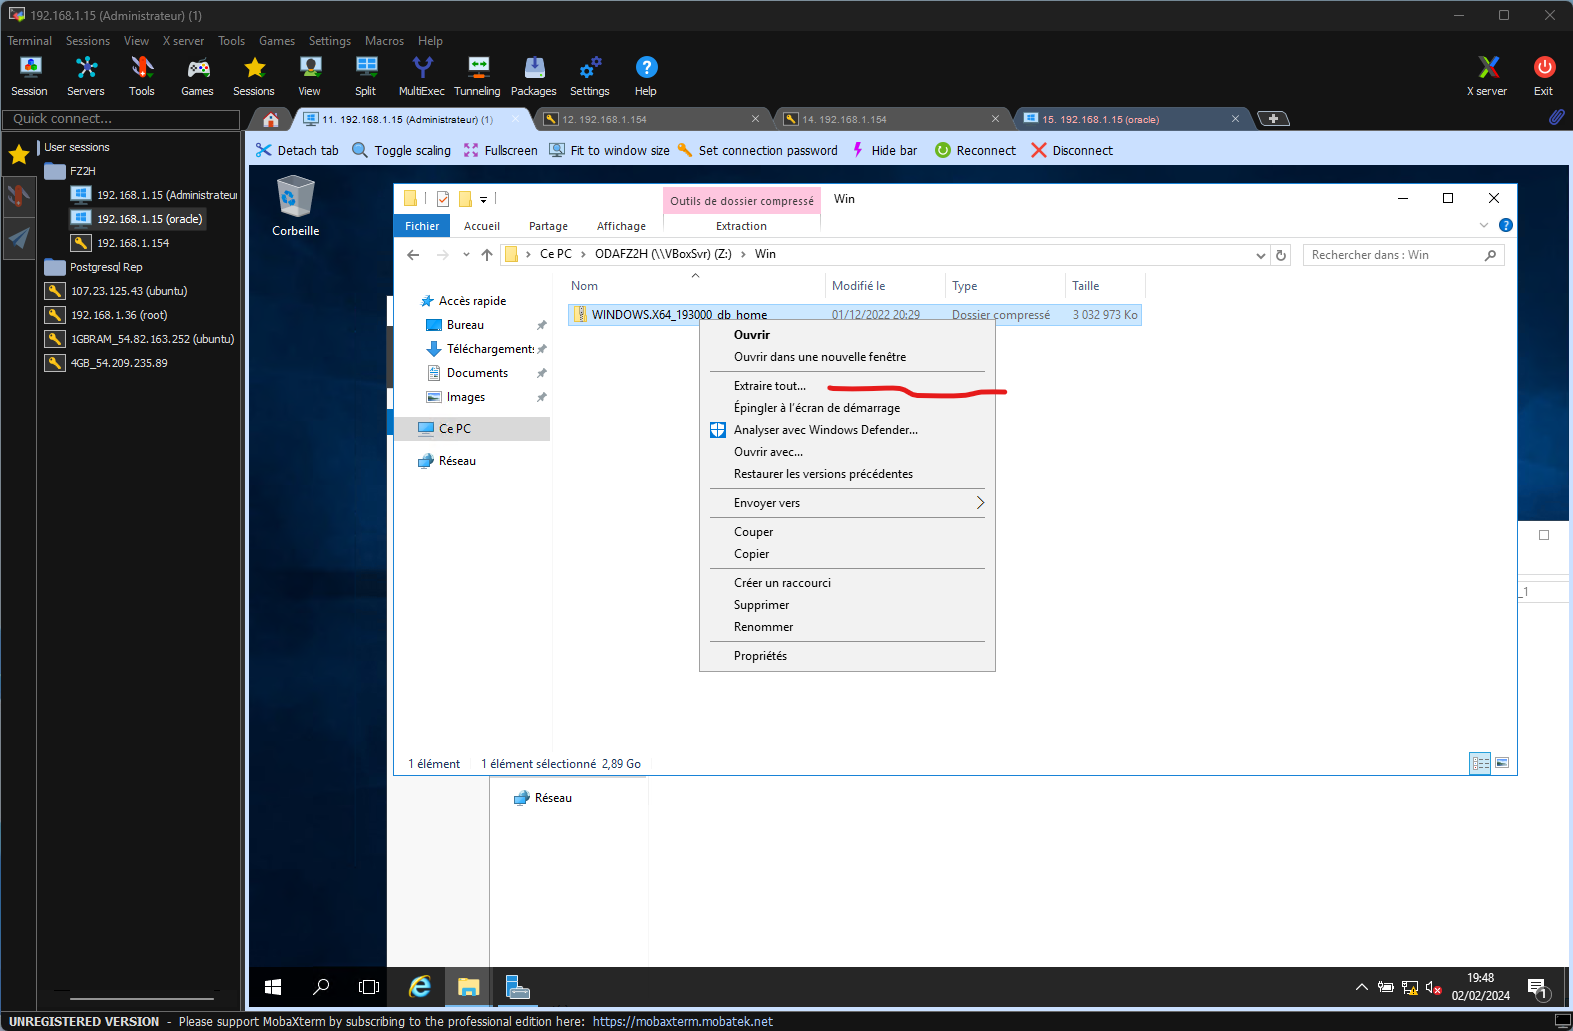 192.168.1.15 (Administrateur) (1)
Terminal Sessions View X server Tools Games Settings Macros Help
Session Servers Tools Games Sessions View Split MultiExec Tunneling Packages Settings Help X server Exit
Quick connect...
11. 192.168.1.15 (Administrateur) (1)
12. 192.168.1.154
14. 192.168.1.154
15. 192.168.1.15 (oracle)
Detach tab Toggle scaling Fullscreen Fit to window size Set connection password Hide bar Reconnect Disconnect
User sessions
FZ2H
192.168.1.15 (Administrateur
192.168.1.15 (oracle)
192.168.1.154
Postgresql Rep
107.23.125.43 (ubuntu)
192.168.1.36 (root)
1GBRAM_54.82.163.252 (ubuntu)
4GB_54.209.235.89
Corbeille
Outils de dossier compressé Win
Fichier Accueil Partage Affichage Extraction
Ce PC > ODAFZ2H (\\VBoxSvr) (Z:) > Win
Rechercher dans : Win
Nom Modifié le Type Taille
WINDOWS.X64_193000_db_home 01/12/2022 20:29 Dossier compressé 3 032 973 Ko
Accès rapide
Bureau
Téléchargements
Documents
Images
Ce PC
Réseau
Ouvrir
Ouvrir dans une nouvelle fenêtre
Extraire tout...
Épingler à l'écran de démarrage
Analyser avec Windows Defender...
Ouvrir avec...
Restaurer les versions précédentes
Envoyer vers
Couper
Copier
Créer un raccourci
Supprimer
Renommer
Propriétés
_1
1 élément 1 élément sélectionné 2,89 Go
Réseau
19:48
02/02/2024
1
UNREGISTERED VERSION - Please support MobaXterm by subscribing to the professional edition here: https://mobaxterm.mobatek.net